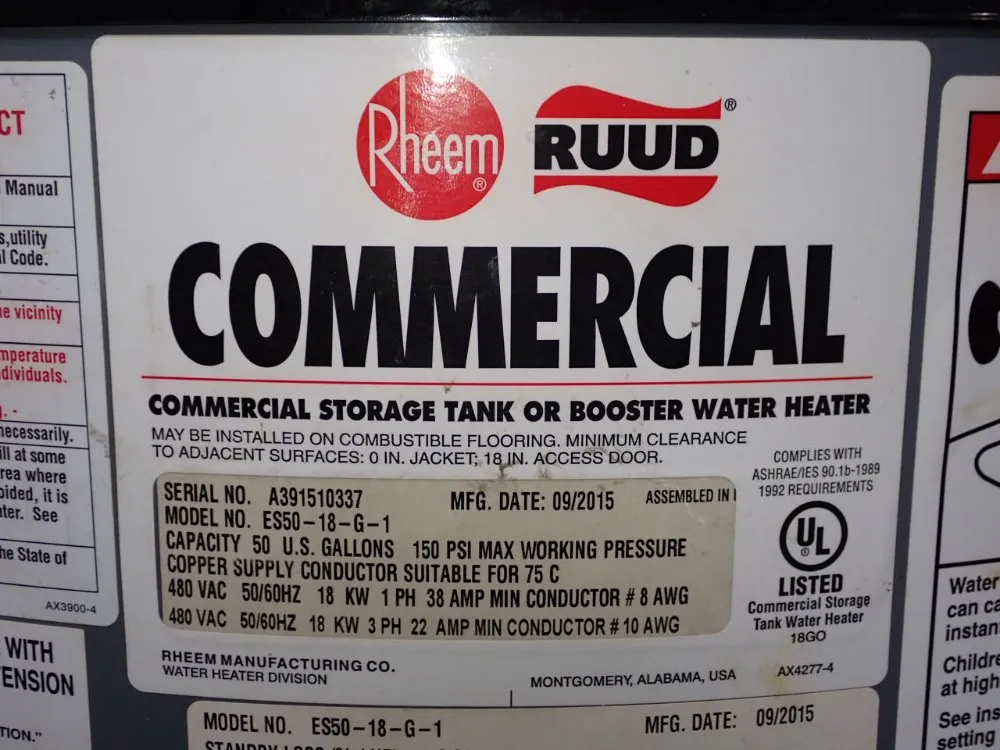 Rheem®
RUUD®
COMMERCIAL
COMMERCIAL STORAGE TANK OR BOOSTER WATER HEATER
MAY BE INSTALLED ON COMBUSTIBLE FLOORING. MINIMUM CLEARANCE
TO ADJACENT SURFACES: 0 IN. JACKET; 18 IN. ACCESS DOOR.
COMPLIES WITH
ASHRAE/IES 90.1b-1989
1992 REQUIREMENTS
SERIAL NO. A391510337 MFG. DATE: 09/2015 ASSEMBLED IN
MODEL NO. ES50-18-G-1
CAPACITY 50 U.S. GALLONS 150 PSI MAX WORKING PRESSURE
COPPER SUPPLY CONDUCTOR SUITABLE FOR 75 C
480 VAC 50/60HZ 18 KW 1 PH 38 AMP MIN CONDUCTOR # 8 AWG
480 VAC 50/60HZ 18 KW 3 PH 22 AMP MIN CONDUCTOR # 10 AWG
UL®
LISTED
Commercial Storage
Tank Water Heater
18GO
RHEEM MANUFACTURING CO.
WATER HEATER DIVISION
MONTGOMERY, ALABAMA, USA
AX4277-4
MODEL NO. ES50-18-G-1 MFG. DATE: 09/2015
CT
Manual
s,utility
l Code.
e vicinity
mperature
dividuals.
necessarily.
ill at some
rea where
oided, it is
ater. See
he State of
AX3900-4
WITH
TENSION
TION."
Water
can ca
instan
Childre
at high
See ins
setting